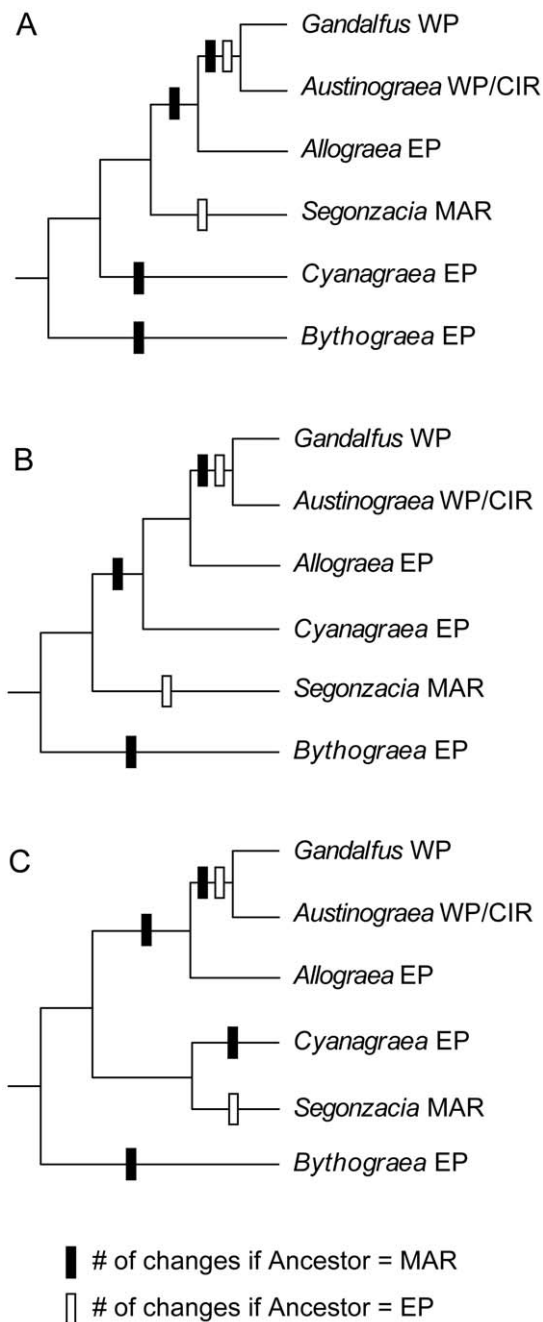 A
Gandalfus WP
Austinograea WP/CIR
Allograea EP
Segonzacia MAR
Cyanagraea EP
Bythograea EP
B
Gandalfus WP
Austinograea WP/CIR
Allograea EP
Cyanagraea EP
Segonzacia MAR
Bythograea EP
C
Gandalfus WP
Austinograea WP/CIR
Allograea EP
Cyanagraea EP
Segonzacia MAR
Bythograea EP
# of changes if Ancestor = MAR
# of changes if Ancestor = EP